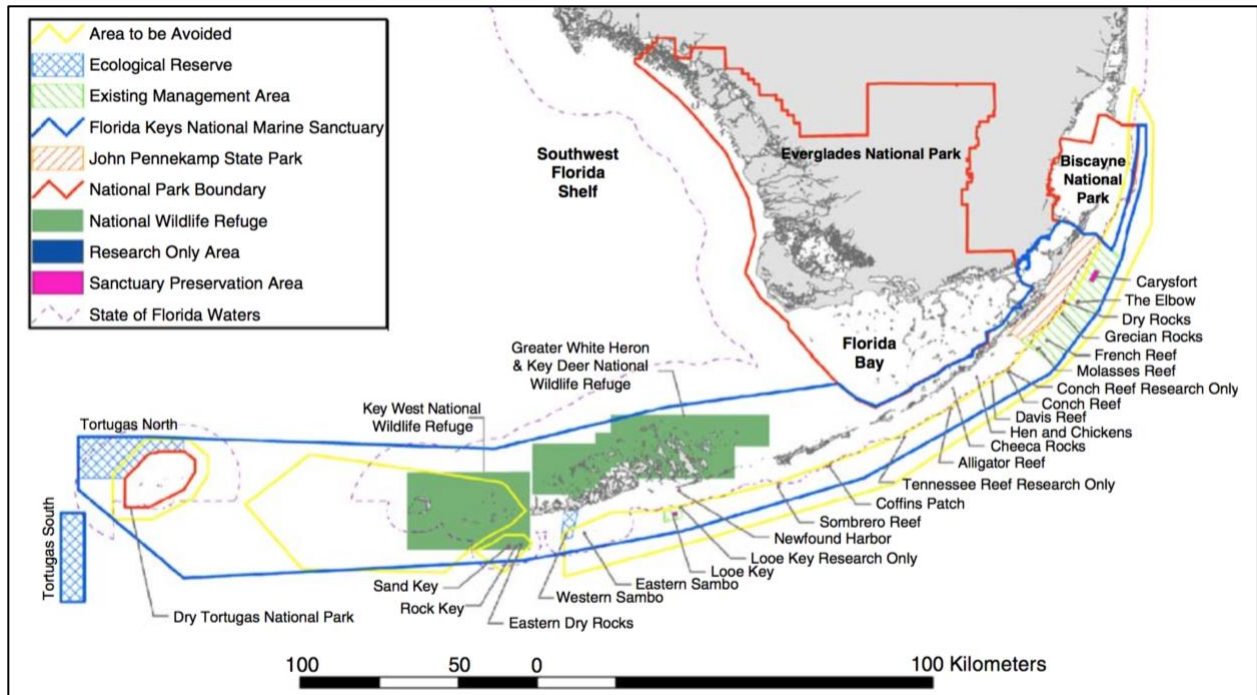 Area to be Avoided
Ecological Reserve
Existing Management Area
Florida Keys National Marine Sanctuary
John Pennekamp State Park
National Park Boundary
National Wildlife Refuge
Research Only Area
Sanctuary Preservation Area
State of Florida Waters
Southwest
Florida
Shelf
Everglades National Park
Biscayne
National
Park
Florida
Bay
Carysfort
The Elbow
Dry Rocks
Grecian Rocks
French Reef
Molasses Reef
Conch Reef Research Only
Conch Reef
Davis Reef
Hen and Chickens
Cheeca Rocks
Alligator Reef
Tennessee Reef Research Only
Coffins Patch
Sombrero Reef
Newfound Harbor
Looe Key Research Only
Looe Key
Eastern Sambo
Western Sambo
Eastern Dry Rocks
Rock Key
Sand Key
Greater White Heron
& Key Deer National
Wildlife Refuge
Key West National
Wildlife Refuge
Tortugas North
Tortugas South
Dry Tortugas National Park
100 50 0 100 Kilometers